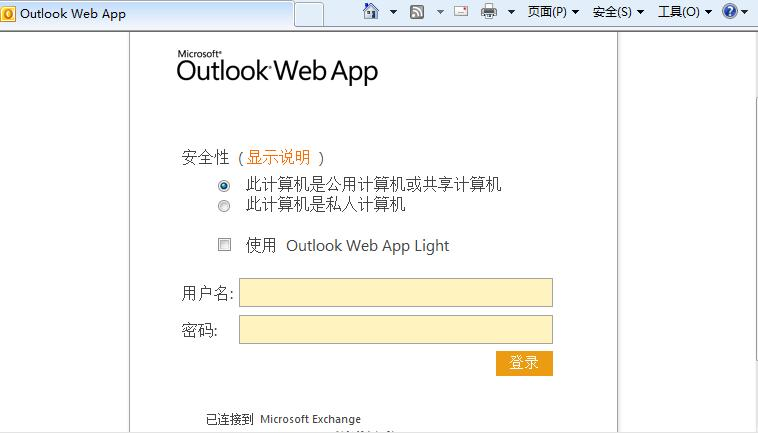 Outlook Web App
页面(P) 安全(S) 工具(O)
Microsoft®
Outlook® Web App
安全性 ( 显示说明 )
此计算机是公用计算机或共享计算机
此计算机是私人计算机
使用 Outlook Web App Light
用户名:
密码:
登录
已连接到 Microsoft Exchange